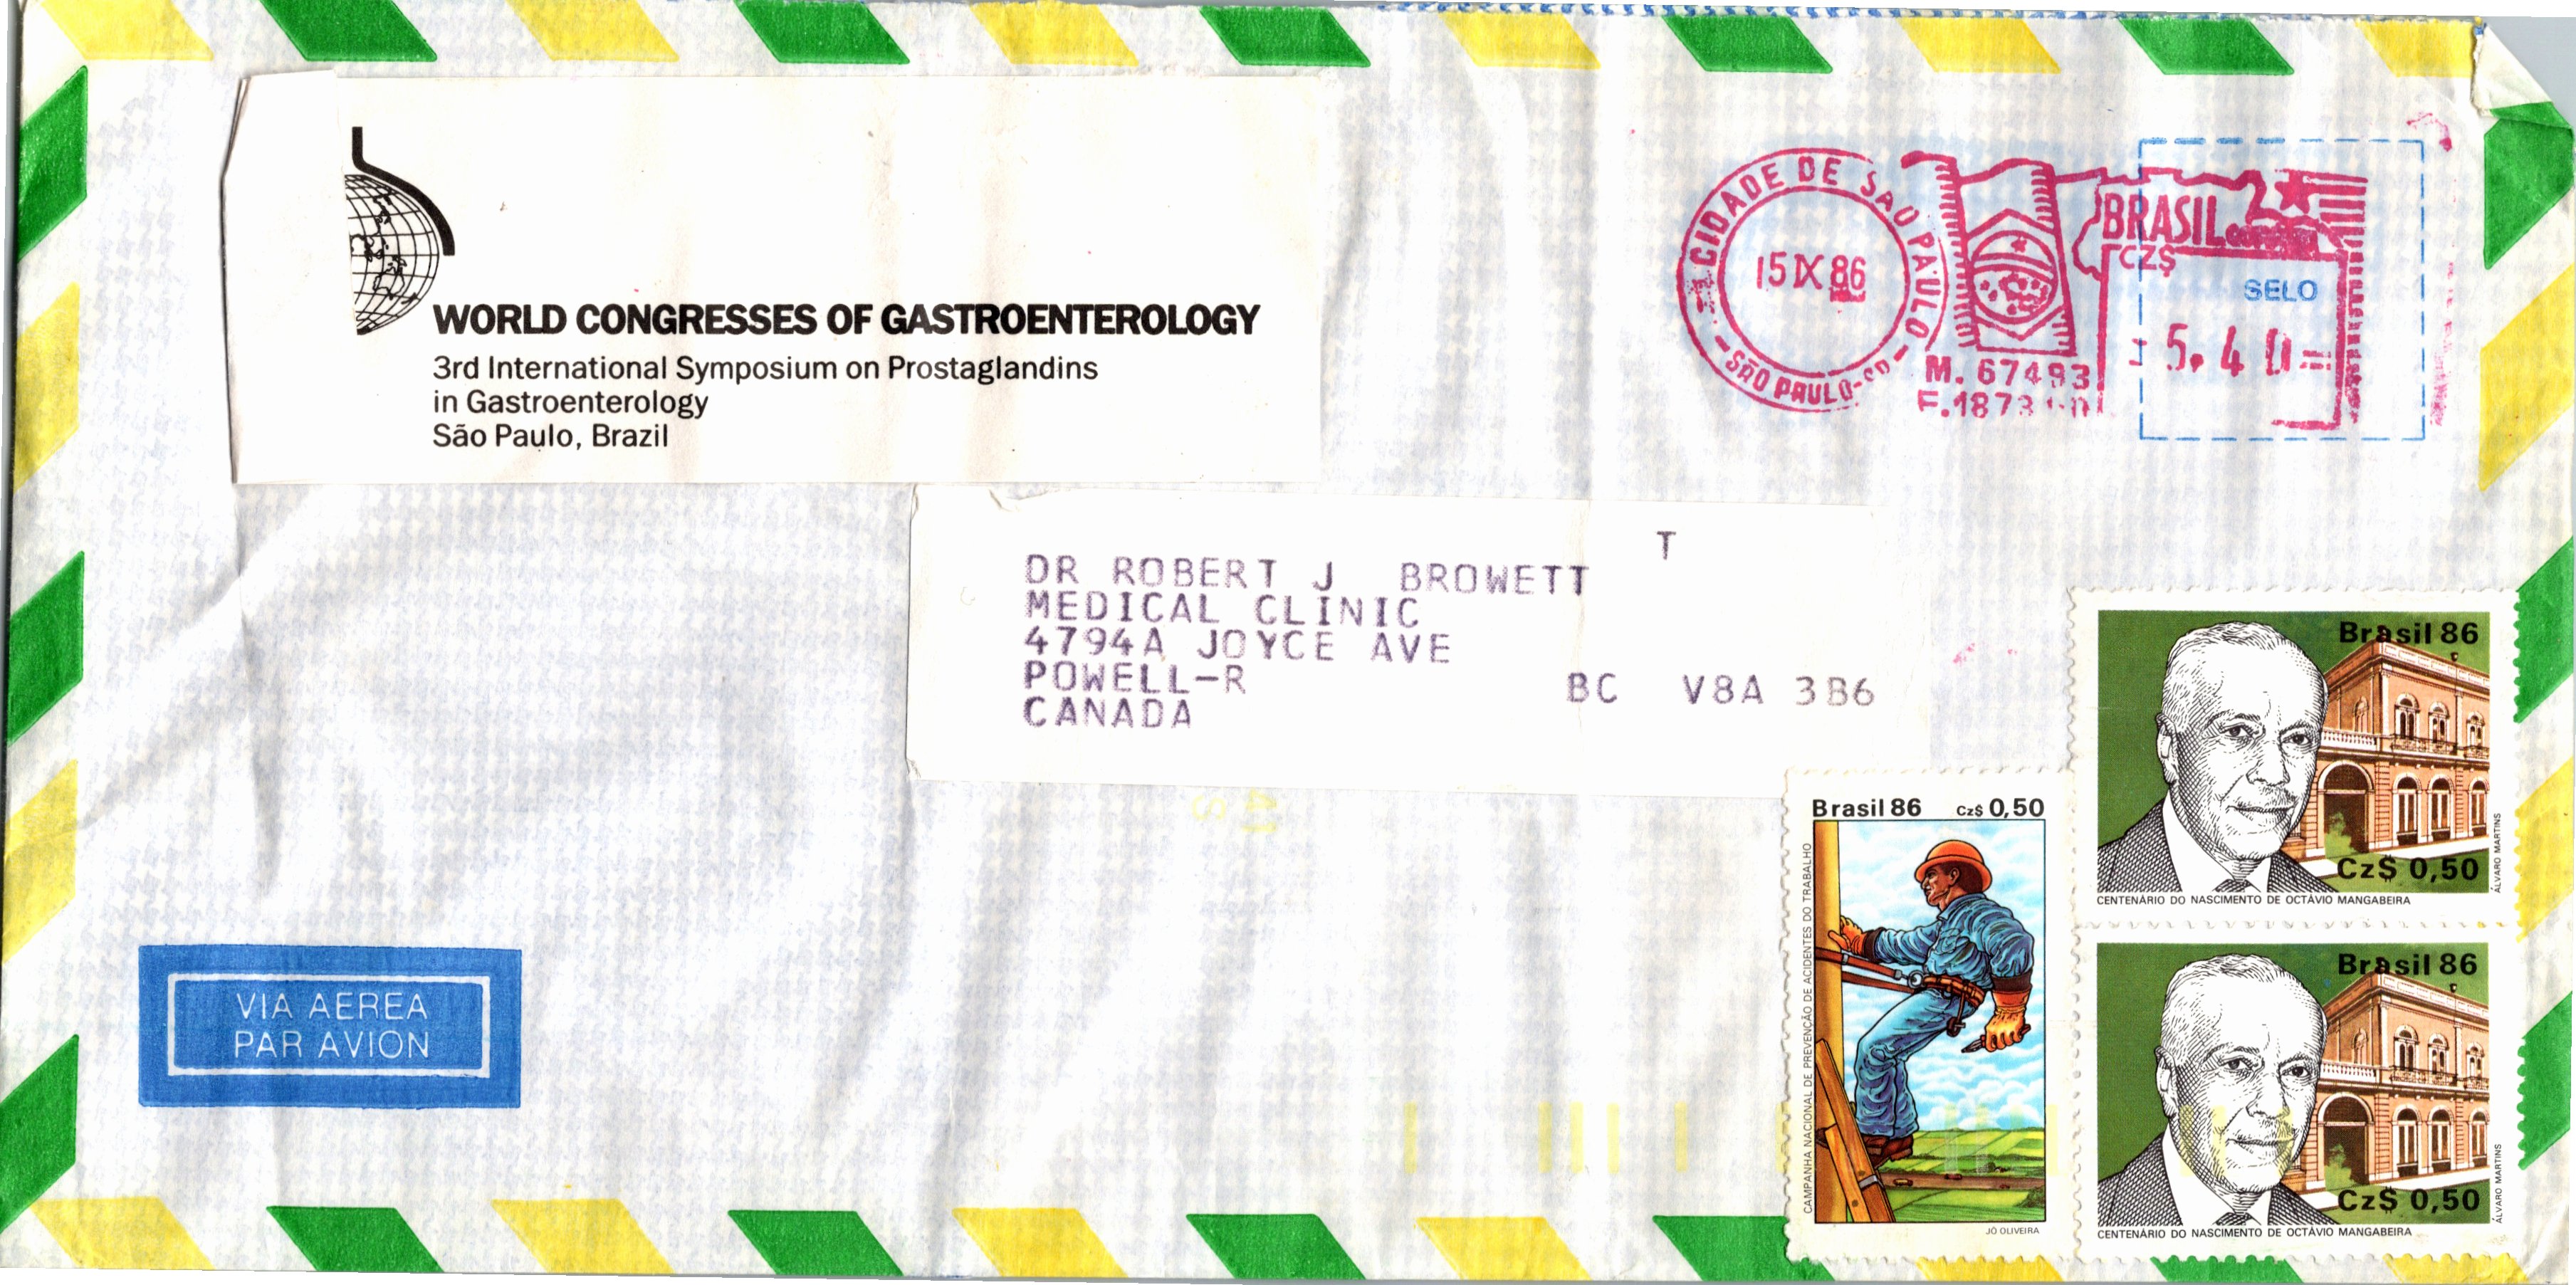 WORLD CONGRESSES OF GASTROENTEROLOGY
3rd International Symposium on Prostaglandins
in Gastroenterology
São Paulo, Brazil
CIDADE DE SAO PAULO
15 IX 86
SÃO PAULO-SP
M. 67493
BRASIL
CZ$
SELO
5.40
T
DR ROBERT J BROWETT
MEDICAL CLINIC
4794A JOYCE AVE
POWELL-R BC V8A 3B6
CANADA
VIA AEREA
PAR AVION
Brasil 86 Cz$ 0,50
CAMPANHA NACIONAL DE PREVENÇÃO DE ACIDENTES DO TRABALHO
JÔ OLIVEIRA
Brasil 86
Cz$ 0,50
ÁLVARO MARTINS
CENTENÁRIO DO NASCIMENTO DE OCTÁVIO MANGABEIRA
Brasil 86
Cz$ 0,50
ÁLVARO MARTINS
CENTENÁRIO DO NASCIMENTO DE OCTÁVIO MANGABEIRA